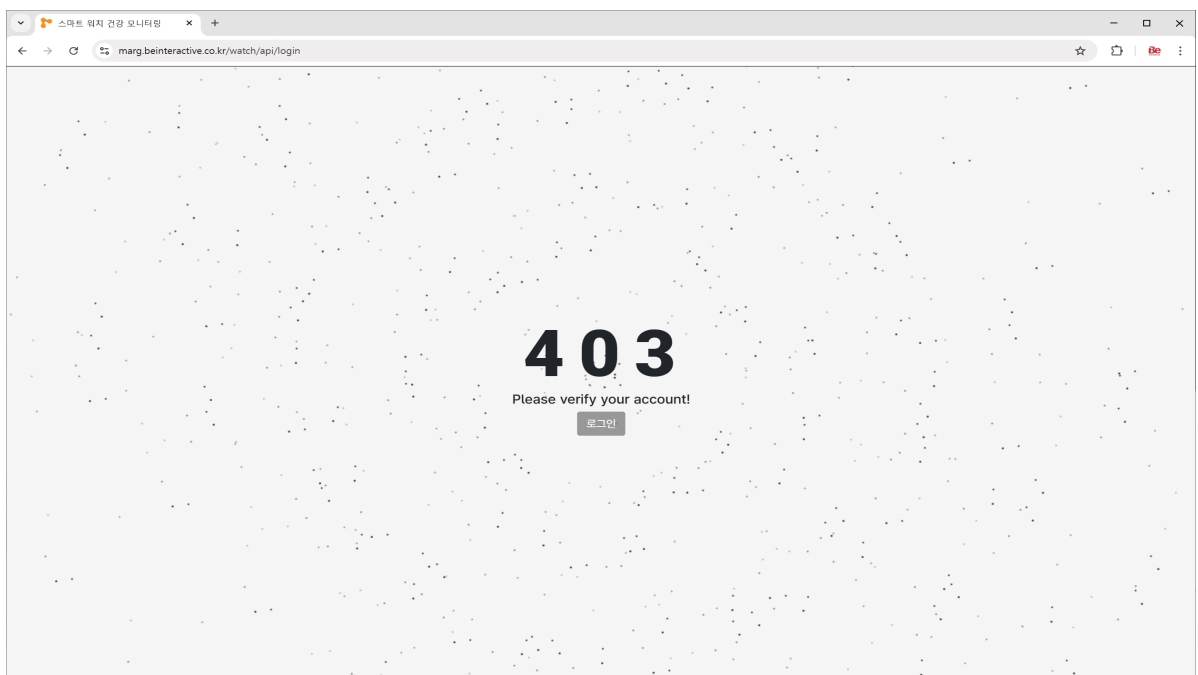 스마트 워치 건강 모니터링
marg.beinteractive.co.kr/watch/api/login
Be
403
Please verify your account!
로그인